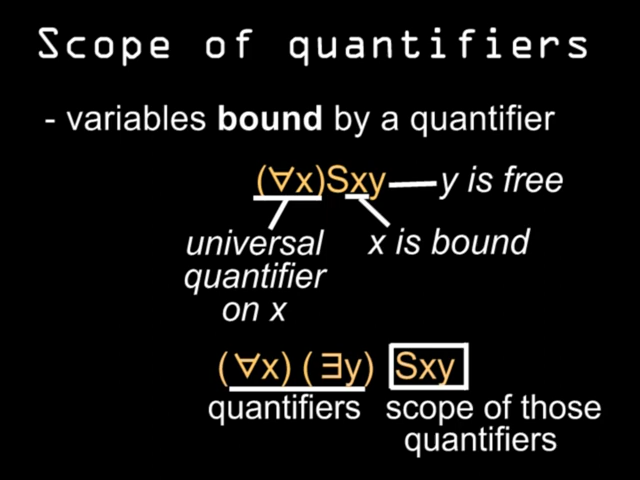 Scope of quantifiers
- variables bound by a quantifier
(∀x)Sxy y is free
universal x is bound
quantifier
on x
(∀x) (∃y) Sxy
quantifiers scope of those
quantifiers